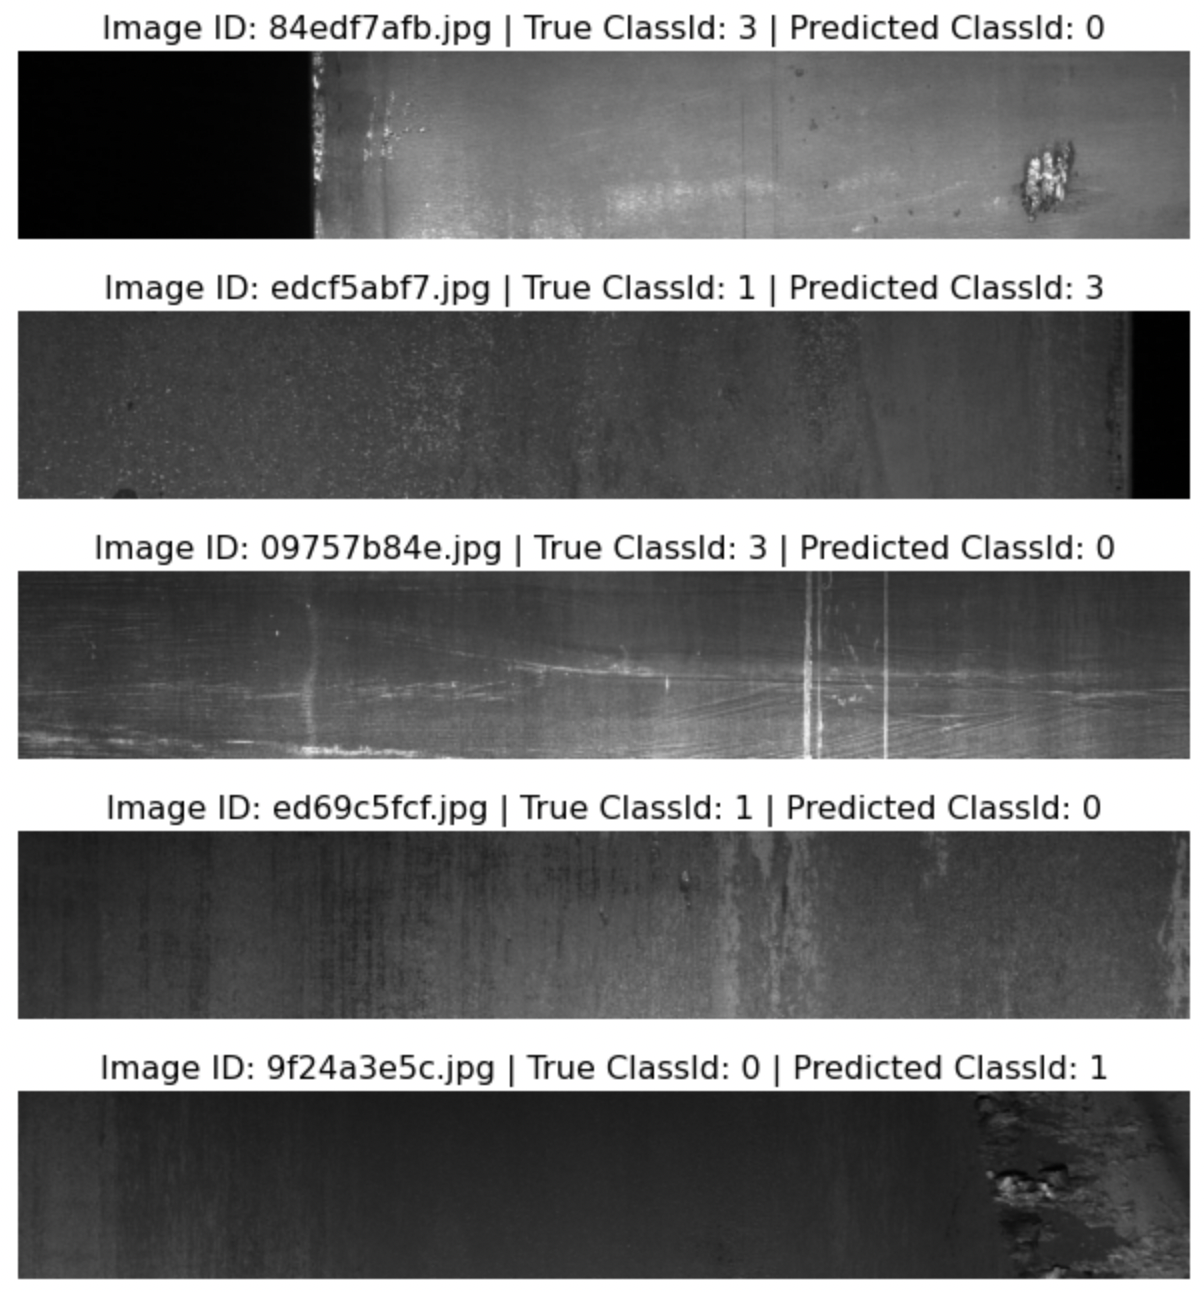 Image ID: 84edf7afb.jpg | True ClassId: 3 | Predicted ClassId: 0
Image ID: edcf5abf7.jpg | True ClassId: 1 | Predicted ClassId: 3
Image ID: 09757b84e.jpg | True ClassId: 3 | Predicted ClassId: 0
Image ID: ed69c5fcf.jpg | True ClassId: 1 | Predicted ClassId: 0
Image ID: 9f24a3e5c.jpg | True ClassId: 0 | Predicted ClassId: 1